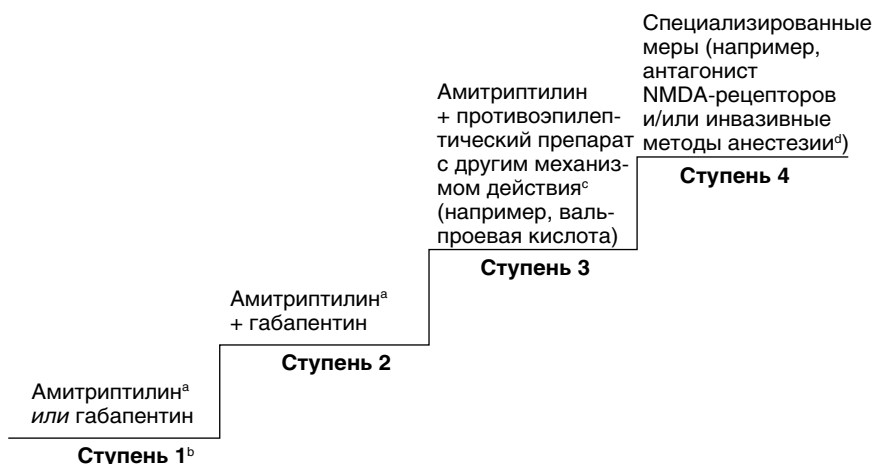 Специализированные
меры (например,
антагонист
NMDA-рецепторов
и/или инвазивные
методы анестезииᵈ)
Ступень 4
Амитриптилин
+ противоэпилеп-
тический препарат
с другим механиз-
мом действияᶜ
(например, валь-
проевая кислота)
Ступень 3
Амитриптилинᵃ
+ габапентин
Ступень 2
Амитриптилинᵃ
или габапентин
Ступень 1ᵇ